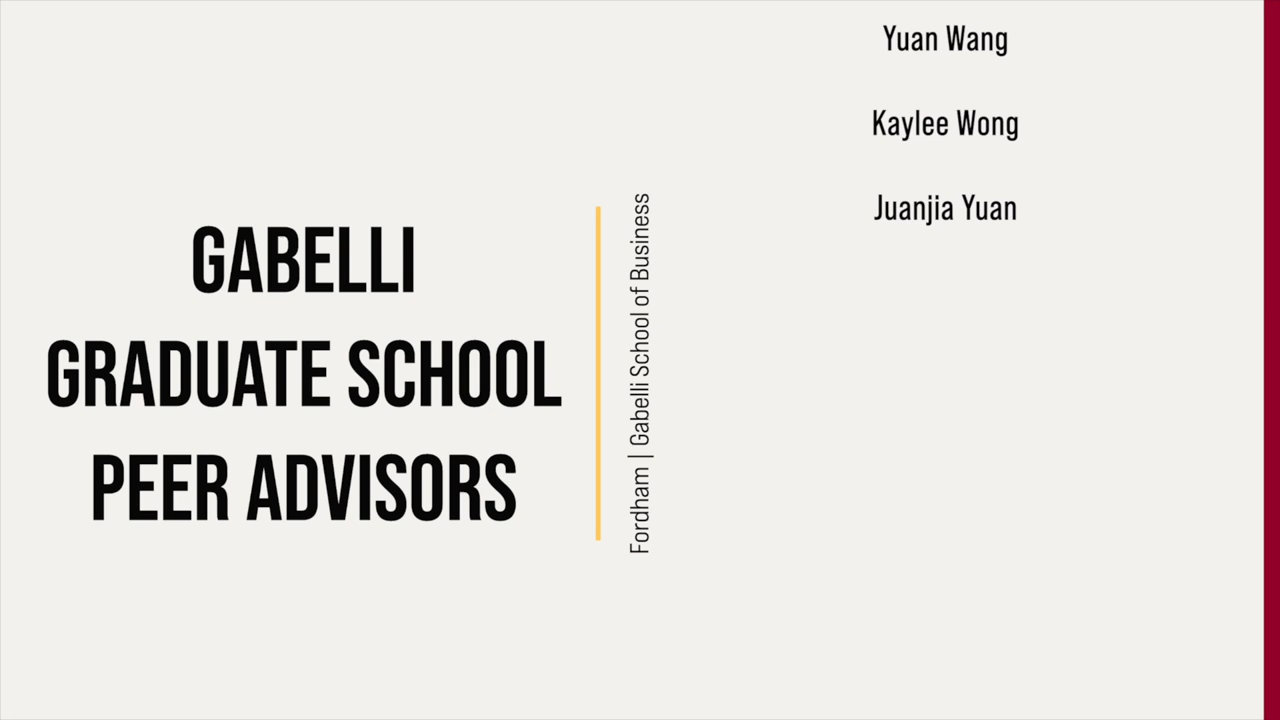 GABELLI
GRADUATE SCHOOL
PEER ADVISORS
Fordham | Gabelli School of Business
Yuan Wang
Kaylee Wong
Juanjia Yuan